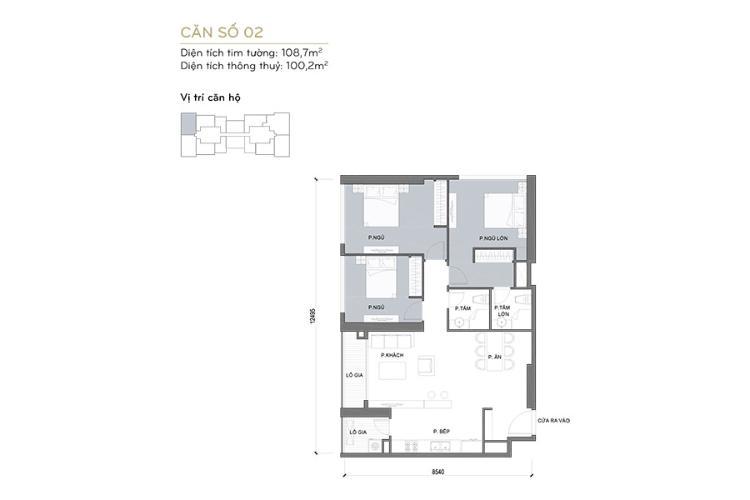 CĂN SỐ 02
Diện tích tim tường: 108,7m²
Diện tích thông thuỷ: 100,2m²
Vị trí căn hộ
P.NGỦ
P.NGỦ LỚN
P.NGỦ
P.TẮM
P.TẮM
LỚN
12495
P.KHÁCH
P. ĂN
LÔ GIA
CỬA RA VÀO
LÔ GIA
P. BẾP
8540